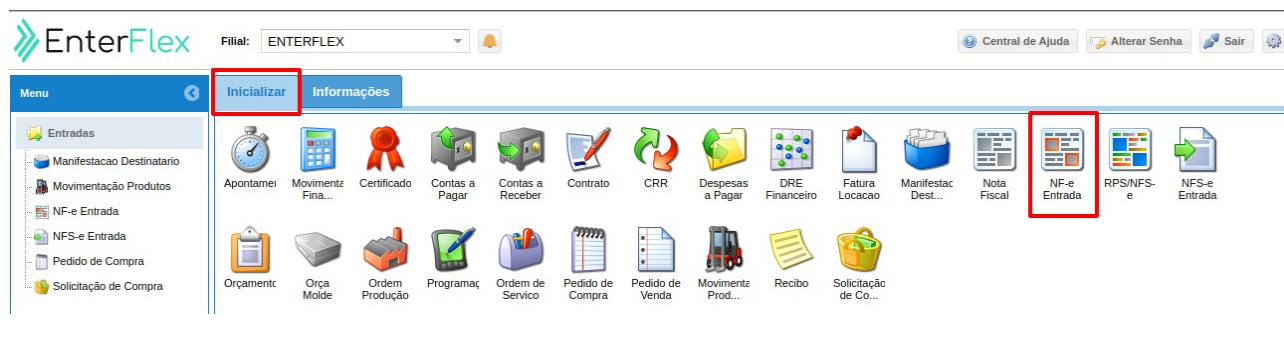 EnterFlex
Filial: ENTERFLEX
Central de Ajuda
Alterar Senha
Sair
Menu
Inicializar
Informações
Entradas
Manifestacao Destinatario
Movimentação Produtos
NF-e Entrada
NFS-e Entrada
Pedido de Compra
Solicitação de Compra
Apontamen
Movimenta
Fina...
Certificado
Contas a
Pagar
Contas a
Receber
Contrato
CRR
Despesas
a Pagar
DRE
Financeiro
Fatura
Locacao
Manifestac
Dest...
Nota
Fiscal
NF-e
Entrada
RPS/NFS-
e
NFS-e
Entrada
Orçamento
Orça
Molde
Ordem
Produção
Programaç
Ordem de
Servico
Pedido de
Compra
Pedido de
Venda
Movimenta
Prod...
Recibo
Solicitação
de Co...